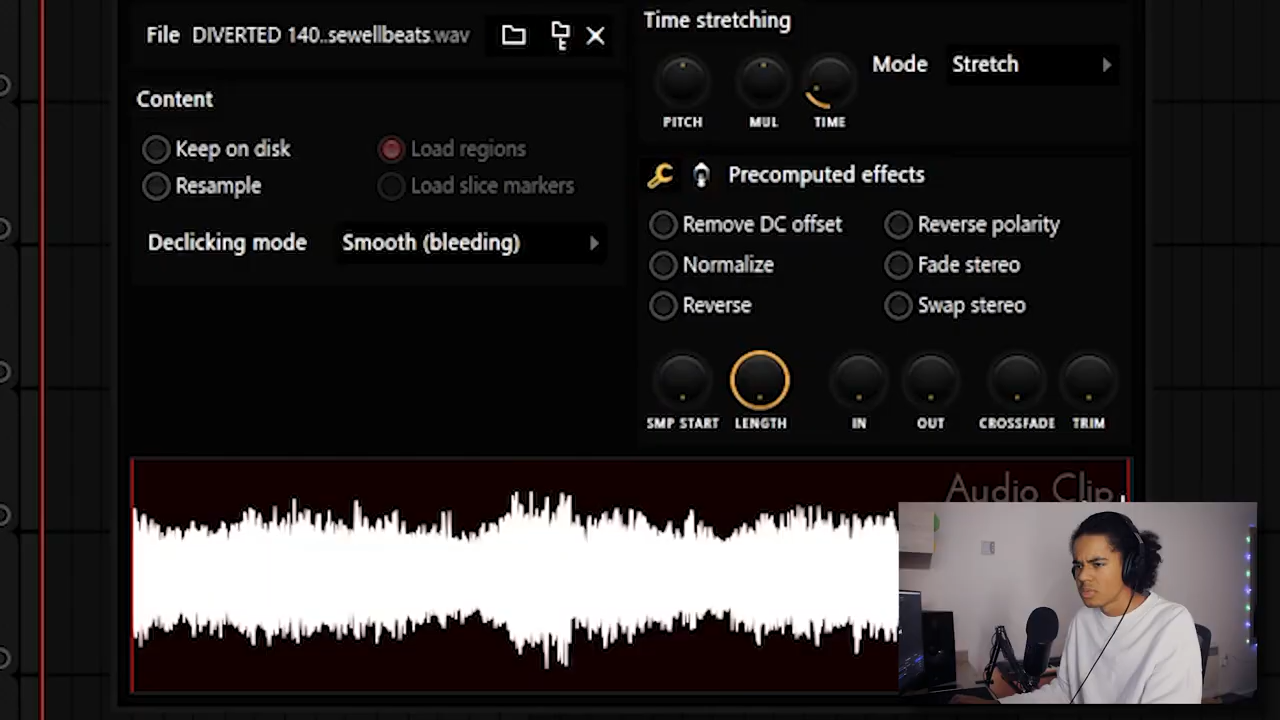 File DIVERTED 140..sewellbeats.wav
Content
Keep on disk
Load regions
Resample
Load slice markers
Declicking mode Smooth (bleeding)
Time stretching
PITCH MUL TIME
Mode Stretch
Precomputed effects
Remove DC offset
Reverse polarity
Normalize
Fade stereo
Reverse
Swap stereo
SMP START LENGTH IN OUT CROSSFADE TRIM
Audio Clip